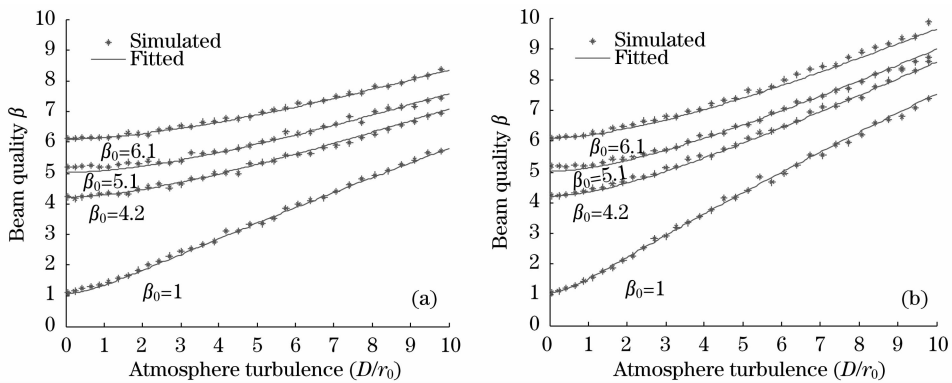 10
9
8
7
6
5
4
3
2
1
0
Beam quality β
Simulated
Fitted
β₀=6.1
β₀=5.1
β₀=4.2
β₀=1
(a)
0 1 2 3 4 5 6 7 8 9 10
Atmosphere turbulence (D/r₀)
10
9
8
7
6
5
4
3
2
1
0
Beam quality β
Simulated
Fitted
β₀=6.1
β₀=5.1
β₀=4.2
β₀=1
(b)
0 1 2 3 4 5 6 7 8 9 10
Atmosphere turbulence (D/r₀)